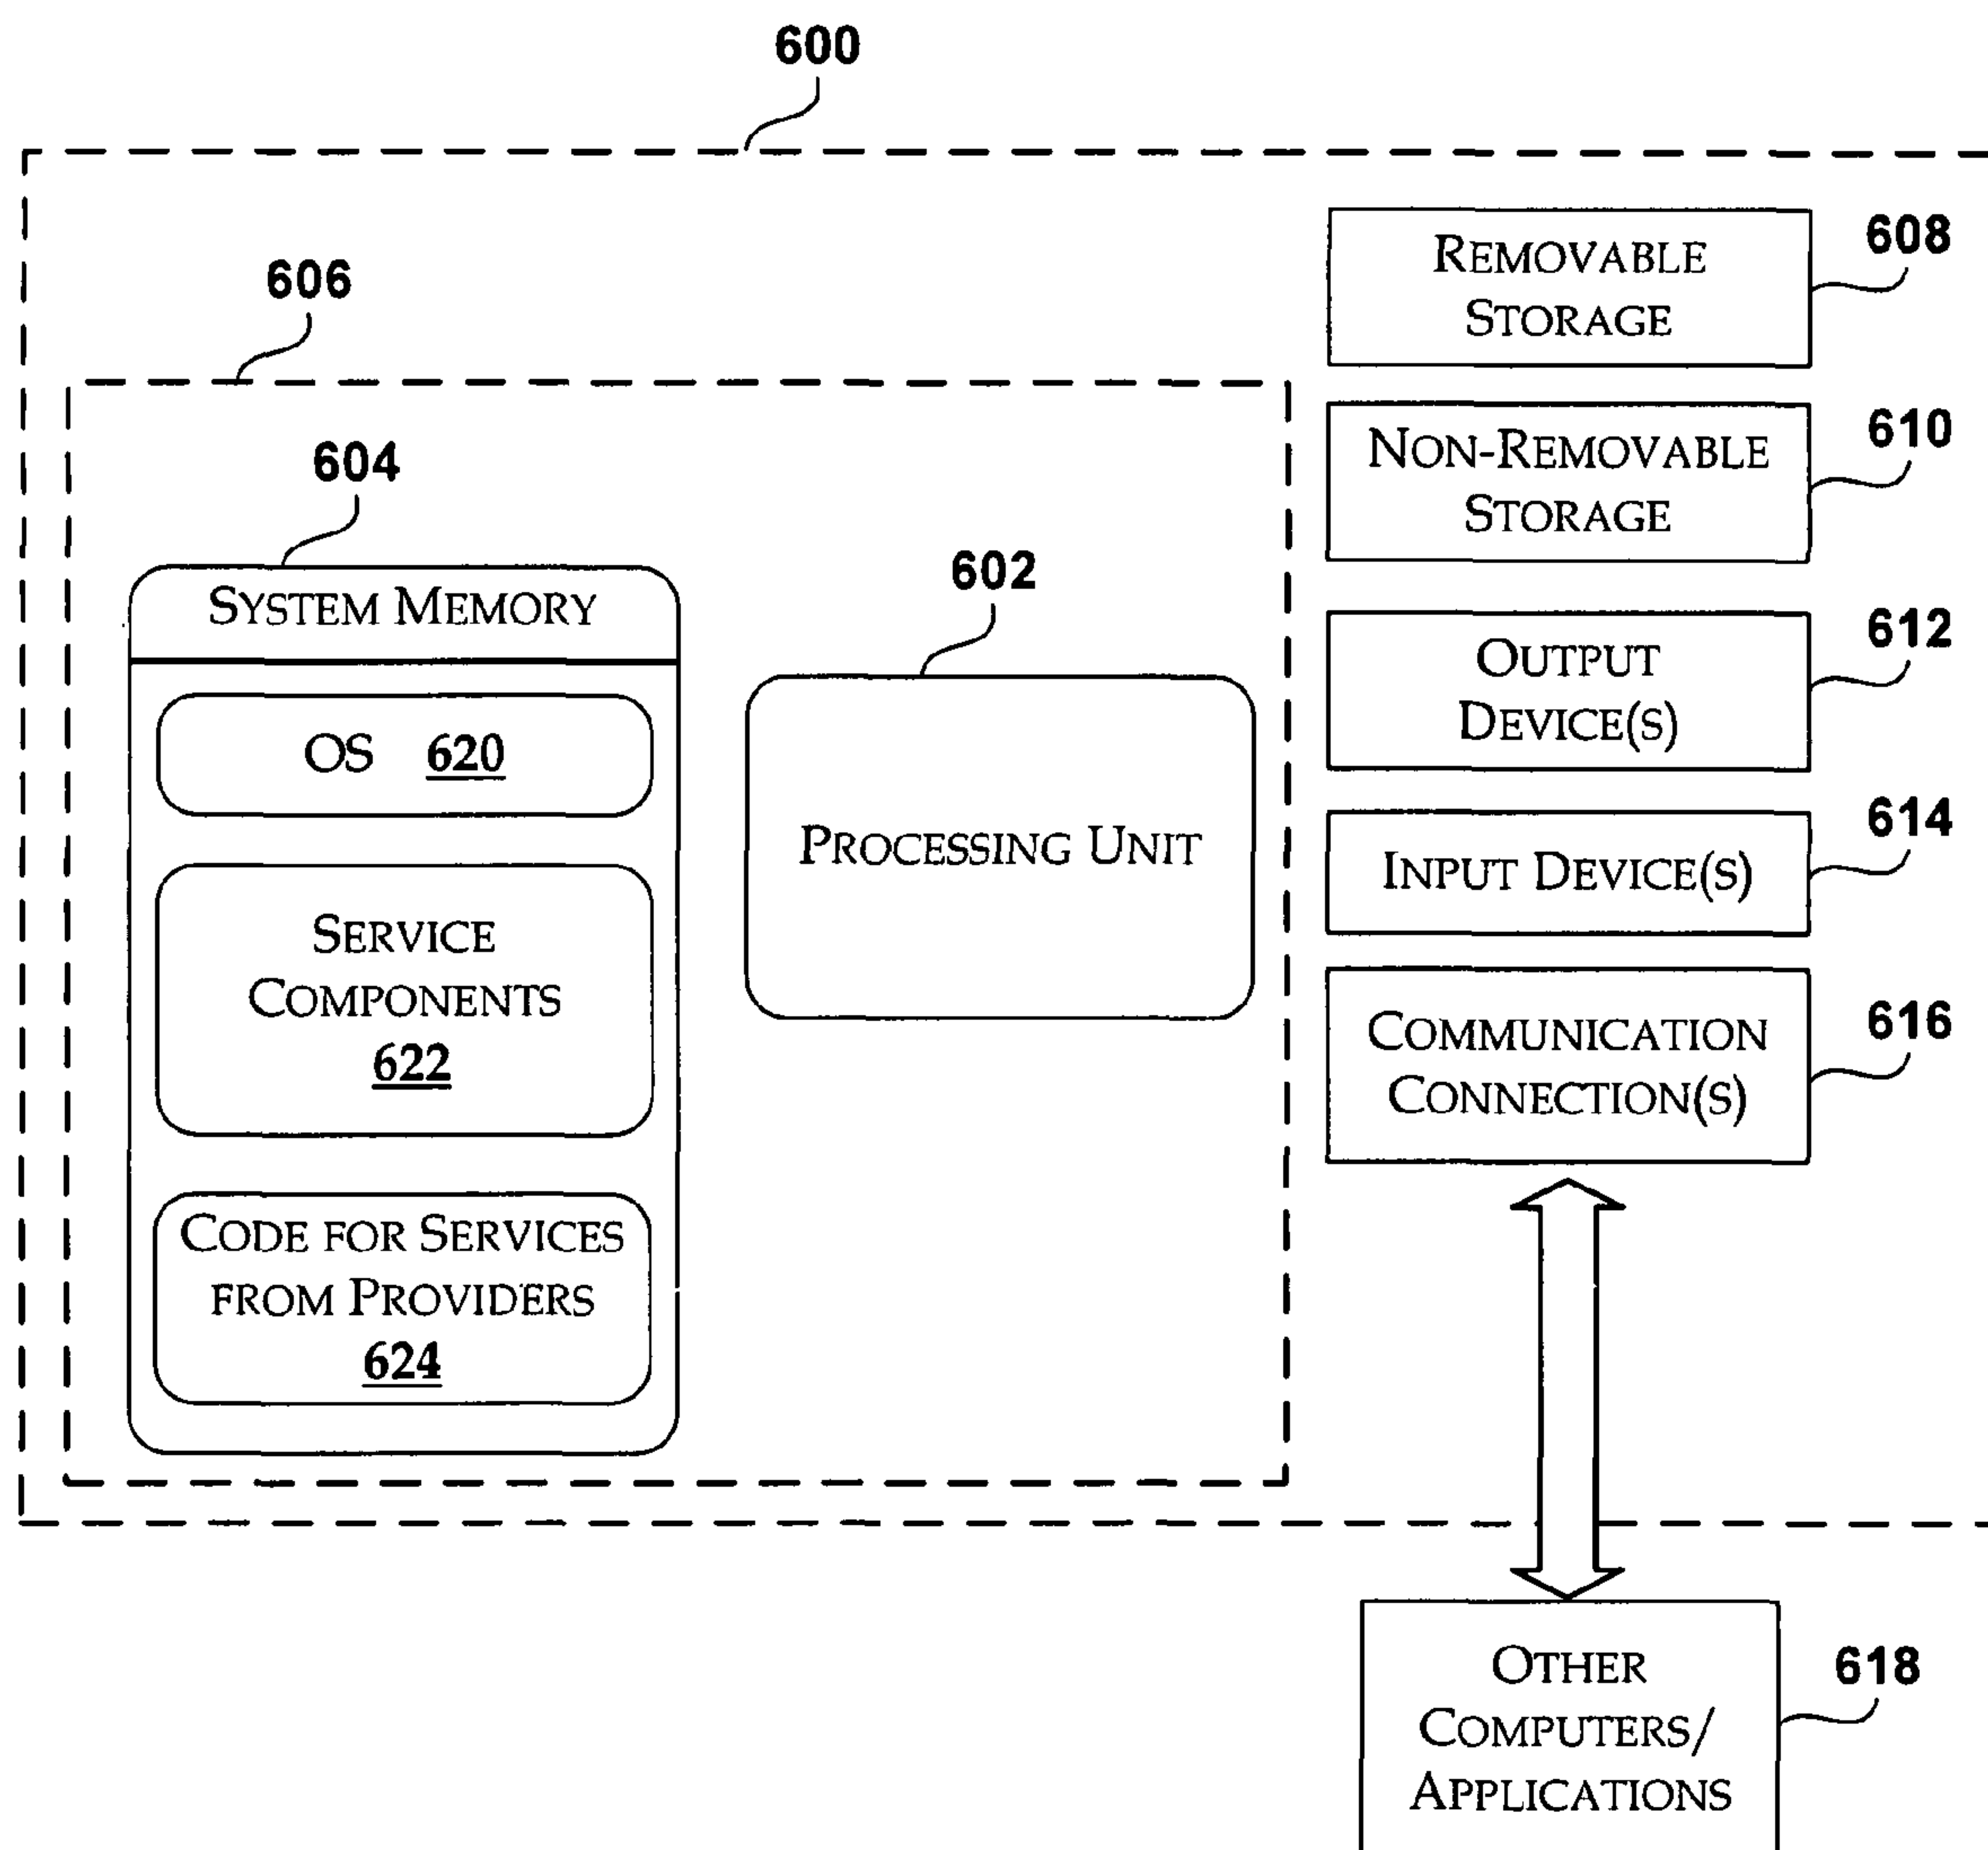 600
606
604
SYSTEM MEMORY
OS 620
SERVICE
COMPONENTS
622
CODE FOR SERVICES
FROM PROVIDERS
624
602
PROCESSING UNIT
REMOVABLE
STORAGE
608
NON-REMOVABLE
STORAGE
610
OUTPUT
DEVICE(S)
612
INPUT DEVICE(S)
614
COMMUNICATION
CONNECTION(S)
616
OTHER
COMPUTERS/
APPLICATIONS
618